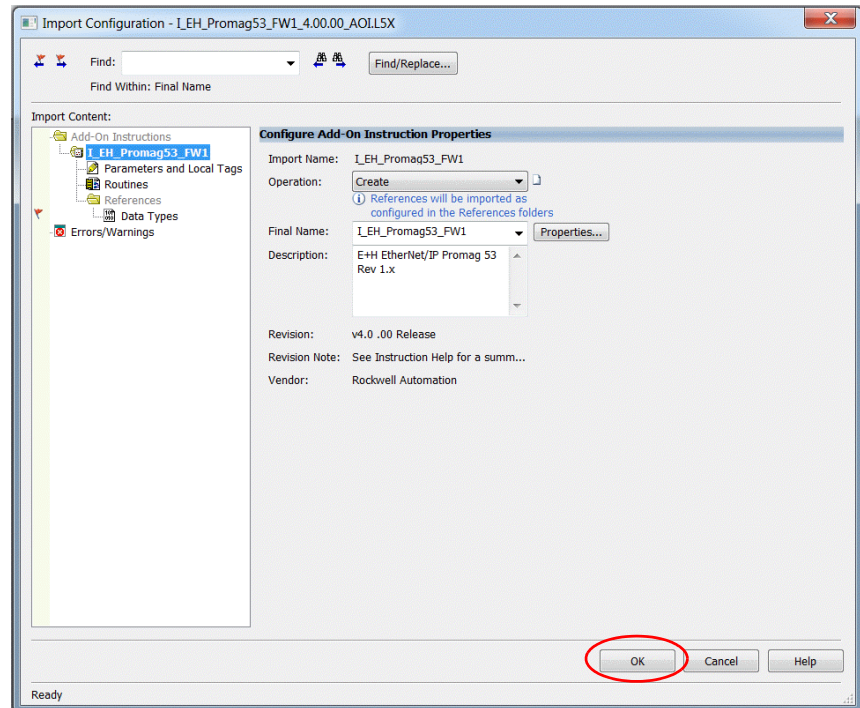 Import Configuration - I_EH_Promag53_FW1_4.00.00_AOI.L5X
Find:
Find/Replace...
Find Within: Final Name
Import Content:
Add-On Instructions
I_EH_Promag53_FW1
Parameters and Local Tags
Routines
References
Data Types
Errors/Warnings
Configure Add-On Instruction Properties
Import Name: I_EH_Promag53_FW1
Operation: Create
References will be imported as
configured in the References folders
Final Name: I_EH_Promag53_FW1 Properties...
Description: E+H EtherNet/IP Promag 53
Rev 1.x
Revision: v4.0 .00 Release
Revision Note: See Instruction Help for a summ...
Vendor: Rockwell Automation
OK Cancel Help
Ready